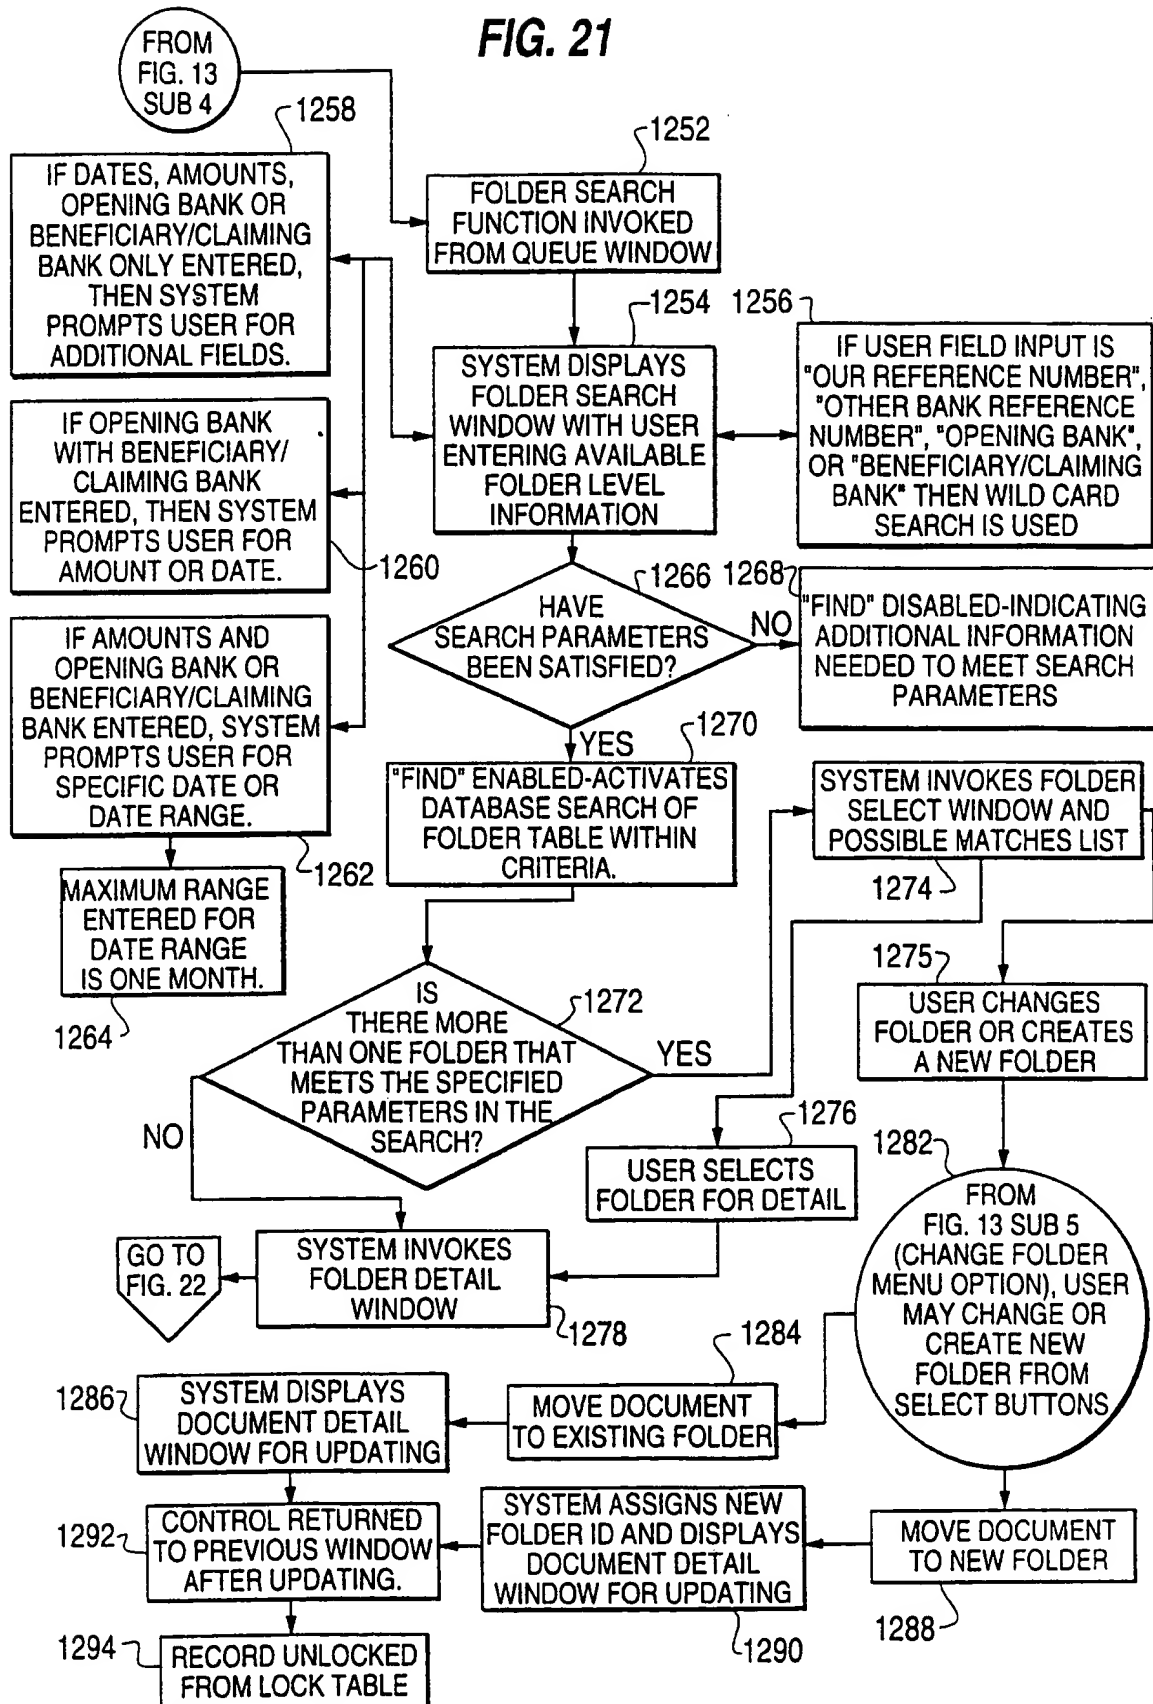 FIG. 21
FROM
FIG. 13
SUB 4
1258
IF DATES, AMOUNTS,
OPENING BANK OR
BENEFICIARY/CLAIMING
BANK ONLY ENTERED,
THEN SYSTEM
PROMPTS USER FOR
ADDITIONAL FIELDS.
1252
FOLDER SEARCH
FUNCTION INVOKED
FROM QUEUE WINDOW
1254
SYSTEM DISPLAYS
FOLDER SEARCH
WINDOW WITH USER
ENTERING AVAILABLE
FOLDER LEVEL
INFORMATION
1256
IF USER FIELD INPUT IS
"OUR REFERENCE NUMBER",
"OTHER BANK REFERENCE
NUMBER", "OPENING BANK",
OR "BENEFICIARY/CLAIMING
BANK" THEN WILD CARD
SEARCH IS USED
IF OPENING BANK
WITH BENEFICIARY/
CLAIMING BANK
ENTERED, THEN SYSTEM
PROMPTS USER FOR
AMOUNT OR DATE.
1260
1266
HAVE
SEARCH PARAMETERS
BEEN SATISFIED?
NO
1268
"FIND" DISABLED-INDICATING
ADDITIONAL INFORMATION
NEEDED TO MEET SEARCH
PARAMETERS
IF AMOUNTS AND
OPENING BANK OR
BENEFICIARY/CLAIMING
BANK ENTERED, SYSTEM
PROMPTS USER FOR
SPECIFIC DATE OR
DATE RANGE.
1262
YES
1270
"FIND" ENABLED-ACTIVATES
DATABASE SEARCH OF
FOLDER TABLE WITHIN
CRITERIA.
SYSTEM INVOKES FOLDER
SELECT WINDOW AND
POSSIBLE MATCHES LIST
1274
MAXIMUM RANGE
ENTERED FOR
DATE RANGE
IS ONE MONTH.
1264
1272
IS
THERE MORE
THAN ONE FOLDER THAT
MEETS THE SPECIFIED
PARAMETERS IN THE
SEARCH?
YES
NO
1275
USER CHANGES
FOLDER OR CREATES
A NEW FOLDER
1276
USER SELECTS
FOLDER FOR DETAIL
1282
FROM
FIG. 13 SUB 5
(CHANGE FOLDER
MENU OPTION), USER
MAY CHANGE OR
CREATE NEW
FOLDER FROM
SELECT BUTTONS
GO TO
FIG. 22
SYSTEM INVOKES
FOLDER DETAIL
WINDOW
1278
1284
MOVE DOCUMENT
TO EXISTING FOLDER
1286
SYSTEM DISPLAYS
DOCUMENT DETAIL
WINDOW FOR UPDATING
1292
CONTROL RETURNED
TO PREVIOUS WINDOW
AFTER UPDATING.
SYSTEM ASSIGNS NEW
FOLDER ID AND DISPLAYS
DOCUMENT DETAIL
WINDOW FOR UPDATING
1290
MOVE DOCUMENT
TO NEW FOLDER
1288
1294
RECORD UNLOCKED
FROM LOCK TABLE